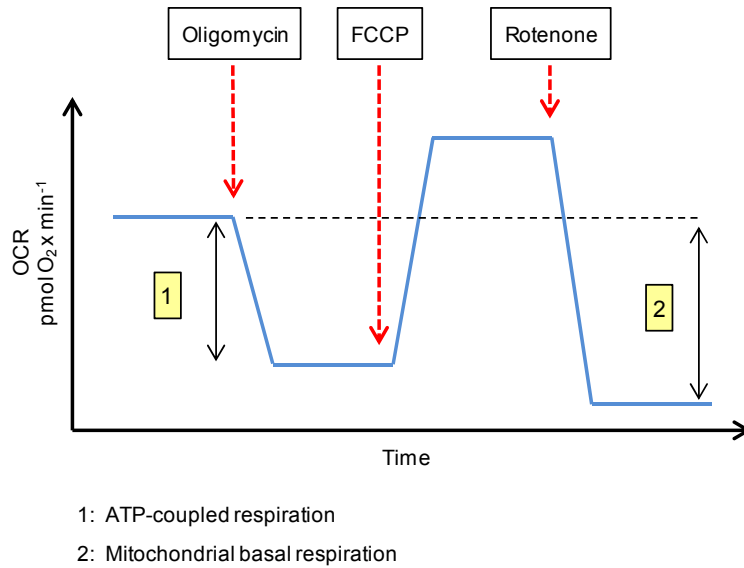 Oligomycin
FCCP
Rotenone
OCR
pmol O₂ x min⁻¹
1
2
Time
1: ATP-coupled respiration
2: Mitochondrial basal respiration